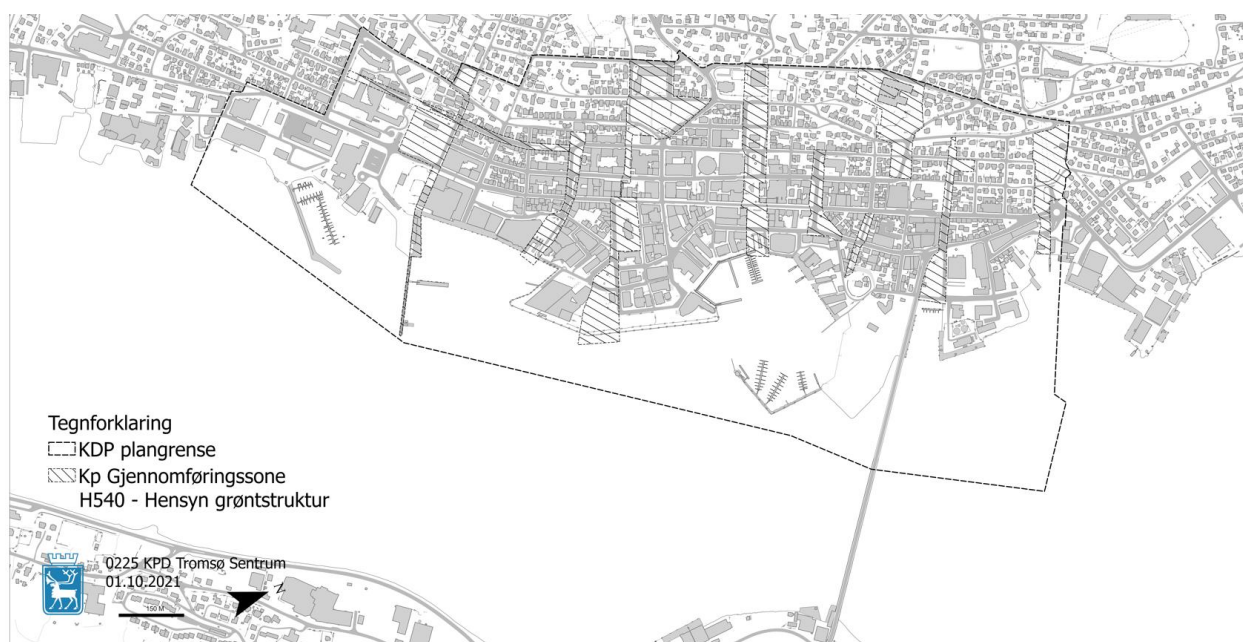 Tegnforklaring
KDP plangrense
Kp Gjennomføringssone
H540 - Hensyn grøntstruktur
0225 KPD Tromsø Sentrum
01.10.2021
150 M
N